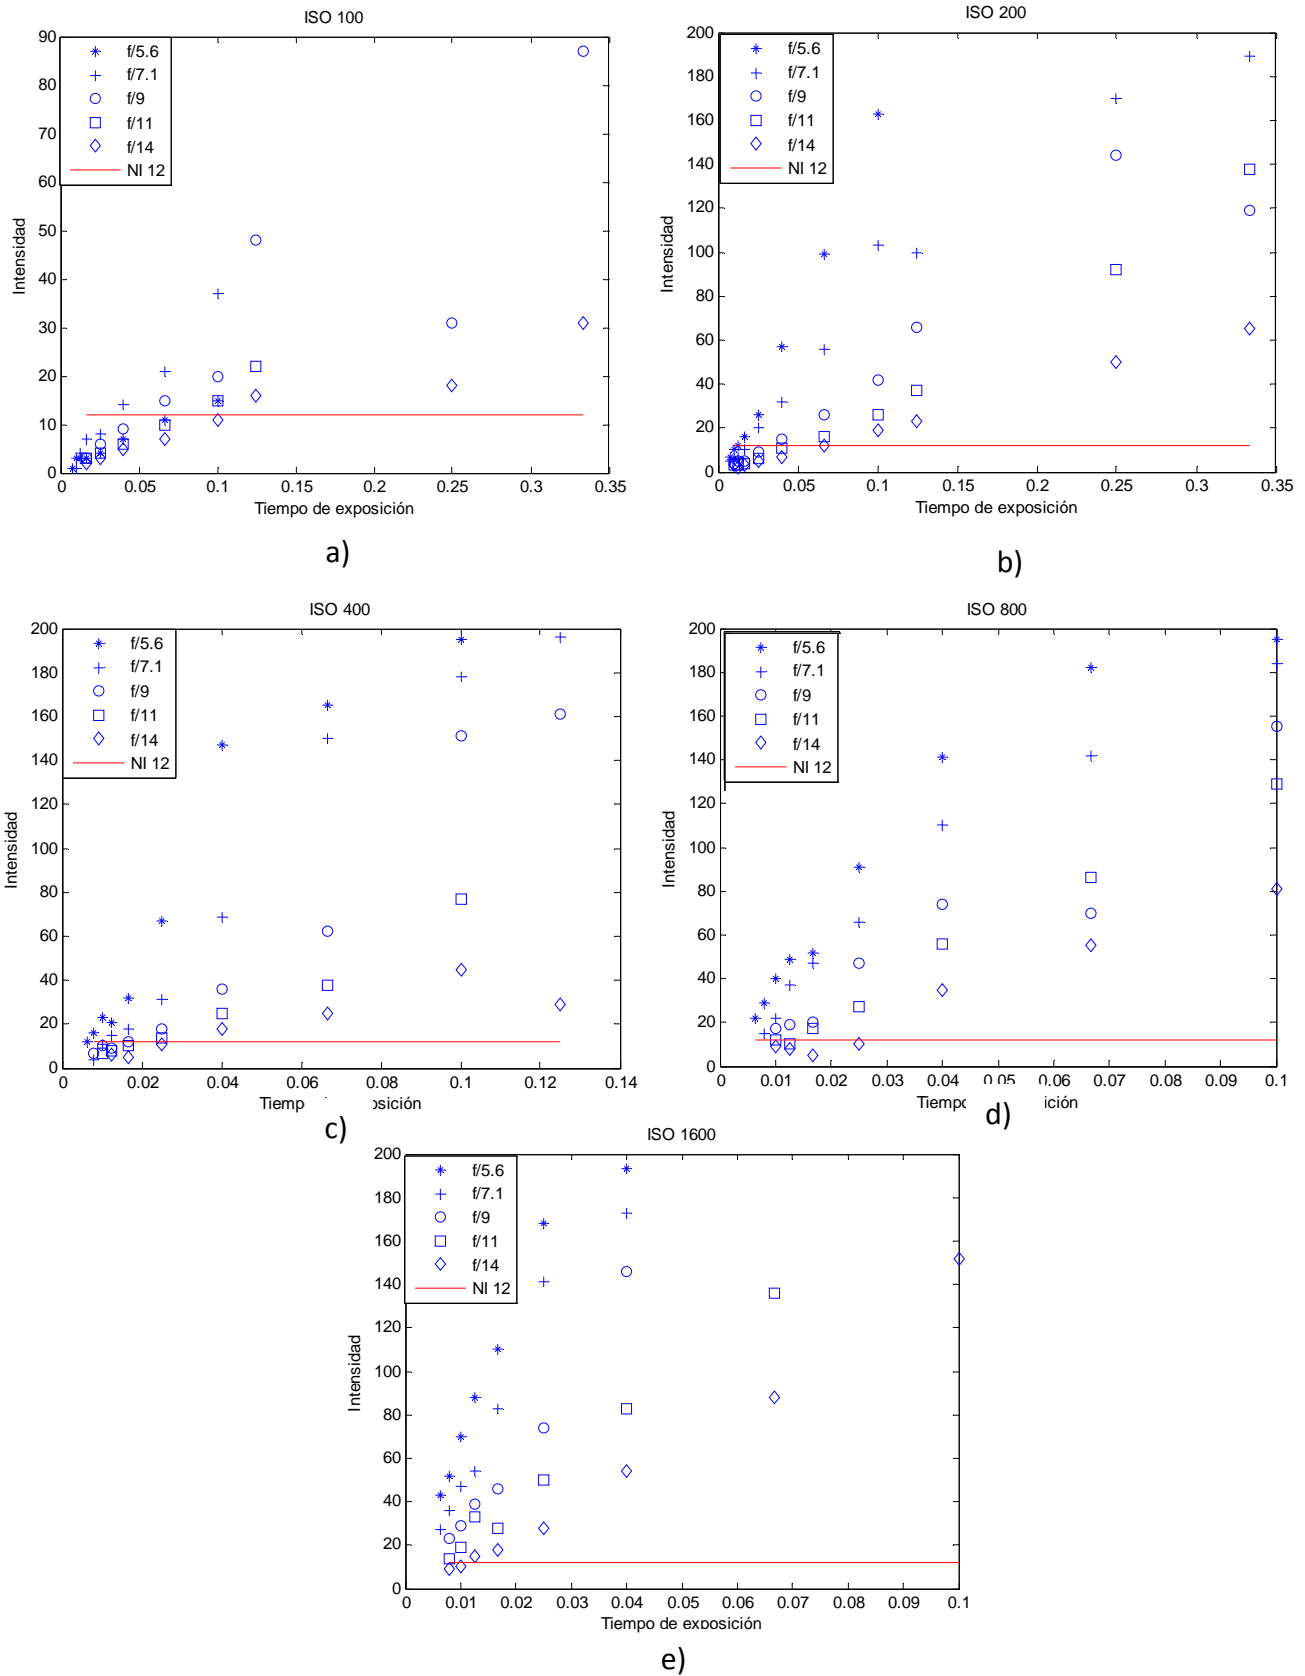 ISO 100
90
80
70
60
50
40
30
20
10
0
Intensidad
f/5.6
f/7.1
f/9
f/11
f/14
NI 12
0 0.05 0.1 0.15 0.2 0.25 0.3 0.35
Tiempo de exposición
a)
ISO 200
200
180
160
140
120
100
80
60
40
20
0
Intensidad
f/5.6
f/7.1
f/9
f/11
f/14
NI 12
0 0.05 0.1 0.15 0.2 0.25 0.3 0.35
Tiempo de exposición
b)
ISO 400
200
180
160
140
120
100
80
60
40
20
0
Intensidad
f/5.6
f/7.1
f/9
f/11
f/14
NI 12
0 0.02 0.04 0.06 0.08 0.1 0.12 0.14
Tiemp posición
c)
ISO 800
200
180
160
140
120
100
80
60
40
20
0
Intensidad
f/5.6
f/7.1
f/9
f/11
f/14
NI 12
0 0.01 0.02 0.03 0.04 0.05 0.06 0.07 0.08 0.09 0.1
Tiemp ición
d)
ISO 1600
200
180
160
140
120
100
80
60
40
20
0
Intensidad
f/5.6
f/7.1
f/9
f/11
f/14
NI 12
0 0.01 0.02 0.03 0.04 0.05 0.06 0.07 0.08 0.09 0.1
Tiempo de exposición
e)